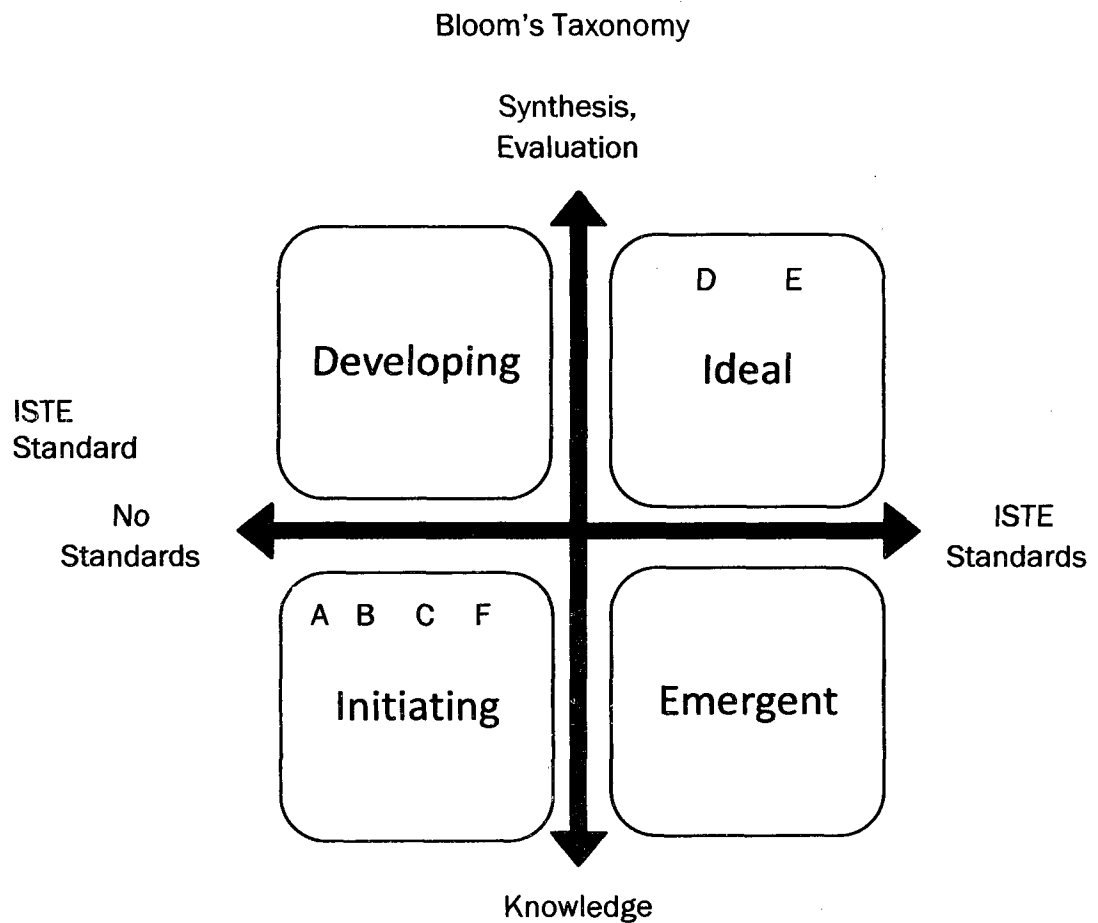 Bloom's Taxonomy
Synthesis,
Evaluation
D E
Developing
Ideal
ISTE
Standard
No
Standards
ISTE
Standards
A B C F
Initiating
Emergent
Knowledge